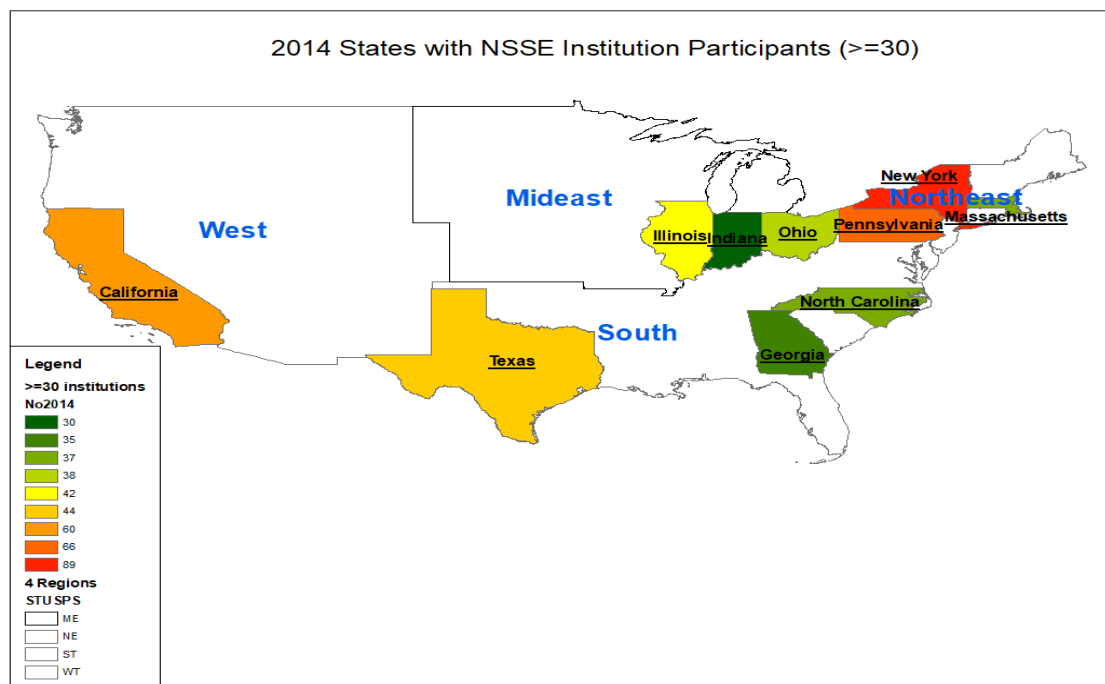 2014 States with NSSE Institution Participants (>=30)
New York
Mideast
Northeast
West
Massachusetts
Illinois
Indiana
Ohio
Pennsylvania
California
North Carolina
South
Georgia
Texas
Legend
>=30 institutions
No2014
30
35
37
38
42
44
60
66
89
4 Regions
STUSPS
ME
NE
ST
WT